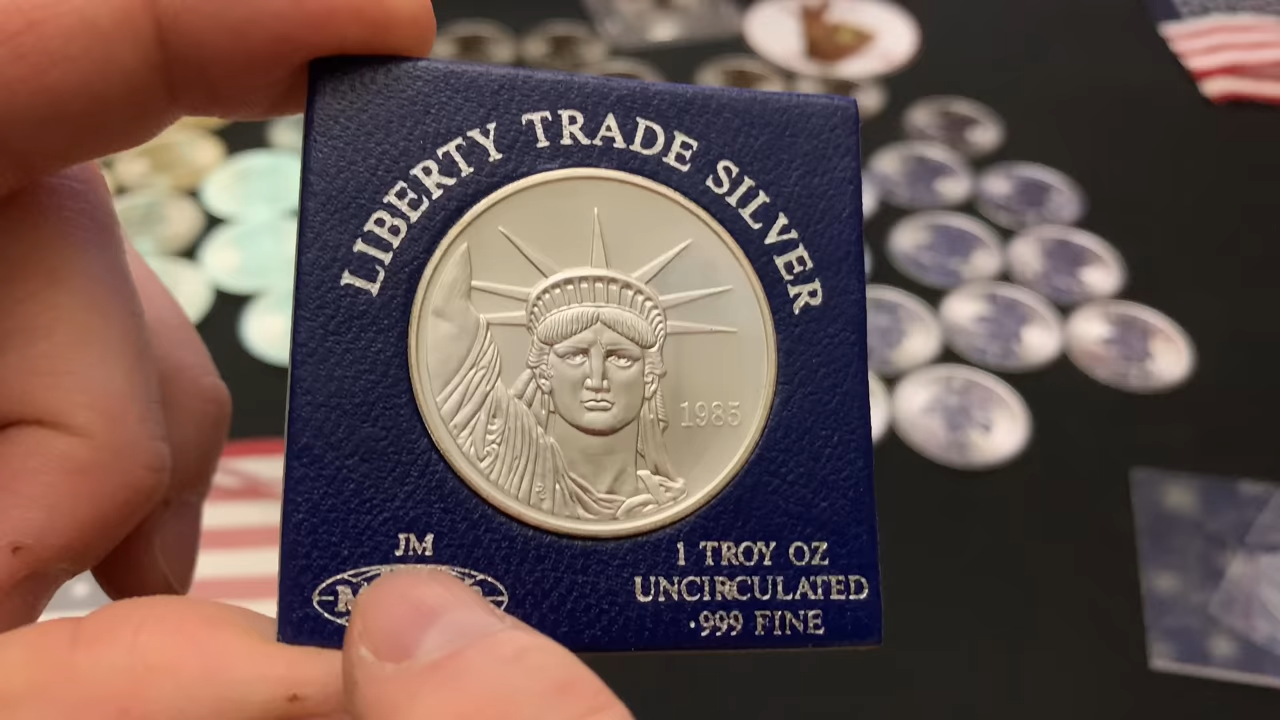 LIBERTY TRADE SILVER
1985
JM
1 TROY OZ
UNCIRCULATED
.999 FINE